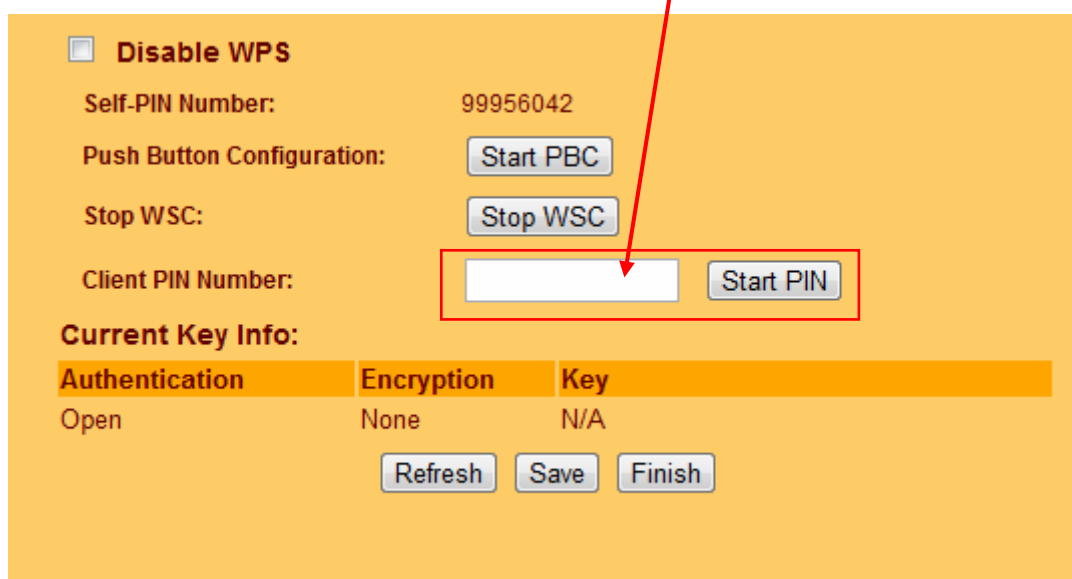 Disable WPS
Self-PIN Number: 99956042
Push Button Configuration: Start PBC
Stop WSC: Stop WSC
Client PIN Number: Start PIN
Current Key Info:
Authentication Encryption Key
Open None N/A
Refresh Save Finish